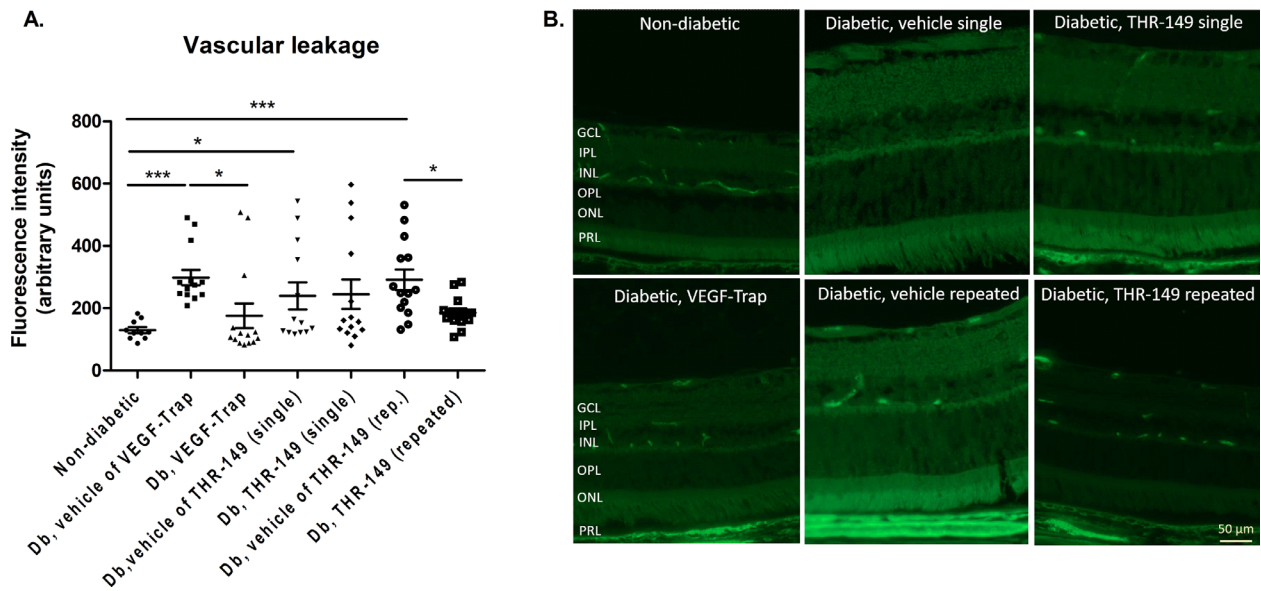 A.
Vascular leakage
Fluorescence intensity
(arbitrary units)
800
600
400
200
0
***
*
***
*
*
Non-diabetic
Db, vehicle of VEGF-Trap
Db, VEGF-Trap
Db,vehicle of THR-149 (single)
Db, THR-149 (single)
Db, vehicle of THR-149 (rep.)
Db, THR-149 (repeated)
B.
Non-diabetic
Diabetic, vehicle single
Diabetic, THR-149 single
GCL
IPL
INL
OPL
ONL
PRL
Diabetic, VEGF-Trap
Diabetic, vehicle repeated
Diabetic, THR-149 repeated
GCL
IPL
INL
OPL
ONL
PRL
50 µm